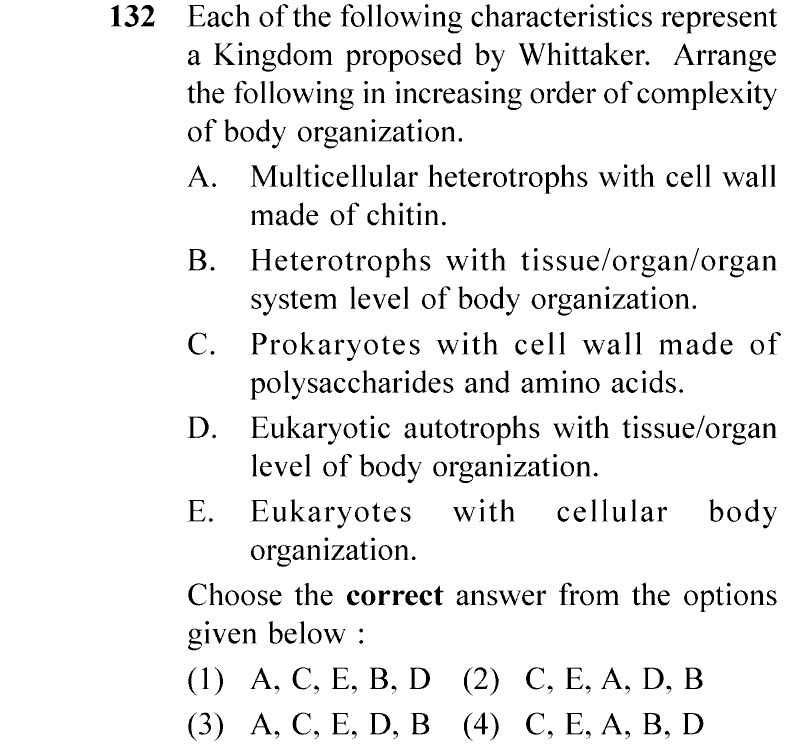 132 Each of the following characteristics represent
a Kingdom proposed by Whittaker. Arrange
the following in increasing order of complexity
of body organization.
A. Multicellular heterotrophs with cell wall
made of chitin.
B. Heterotrophs with tissue/organ/organ
system level of body organization.
C. Prokaryotes with cell wall made of
polysaccharides and amino acids.
D. Eukaryotic autotrophs with tissue/organ
level of body organization.
E. Eukaryotes with cellular body
organization.
Choose the correct answer from the options
given below :
(1) A, C, E, B, D (2) C, E, A, D, B
(3) A, C, E, D, B (4) C, E, A, B, D